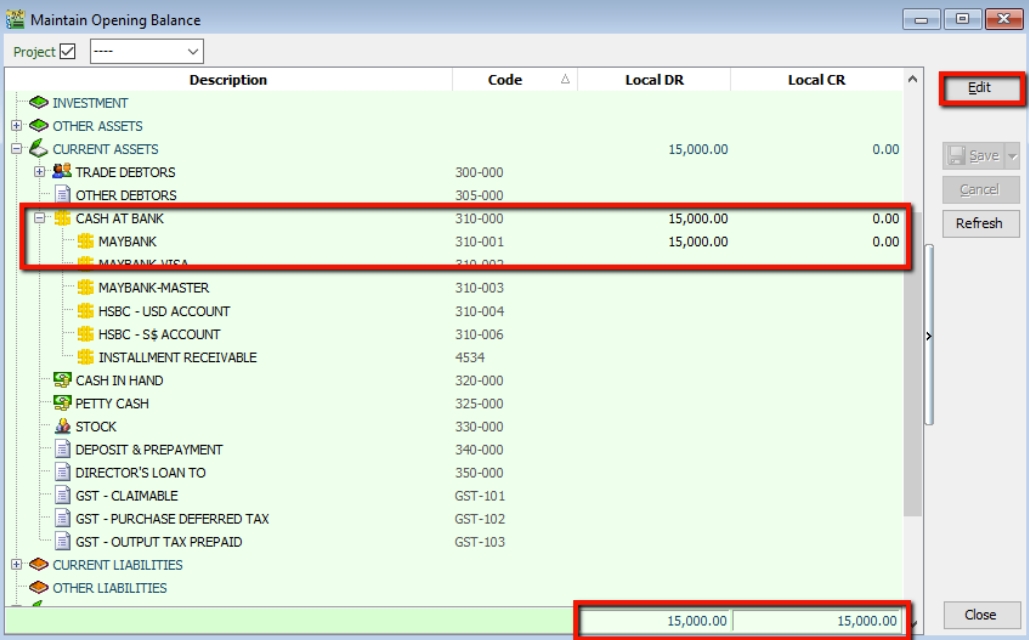 Maintain Opening Balance
Project ----
Description Code Local DR Local CR
Edit
INVESTMENT
OTHER ASSETS
CURRENT ASSETS 15,000.00 0.00
Save
TRADE DEBTORS 300-000
OTHER DEBTORS 305-000
Cancel
CASH AT BANK 310-000 15,000.00 0.00
Refresh
MAYBANK 310-001 15,000.00 0.00
MAYBANK-VISA 310-002
MAYBANK-MASTER 310-003
HSBC - USD ACCOUNT 310-004
HSBC - S$ ACCOUNT 310-006
INSTALLMENT RECEIVABLE 4534
CASH IN HAND 320-000
PETTY CASH 325-000
STOCK 330-000
DEPOSIT & PREPAYMENT 340-000
DIRECTOR'S LOAN TO 350-000
GST - CLAIMABLE GST-101
GST - PURCHASE DEFERRED TAX GST-102
GST - OUTPUT TAX PREPAID GST-103
CURRENT LIABILITIES
OTHER LIABILITIES
15,000.00 15,000.00
Close